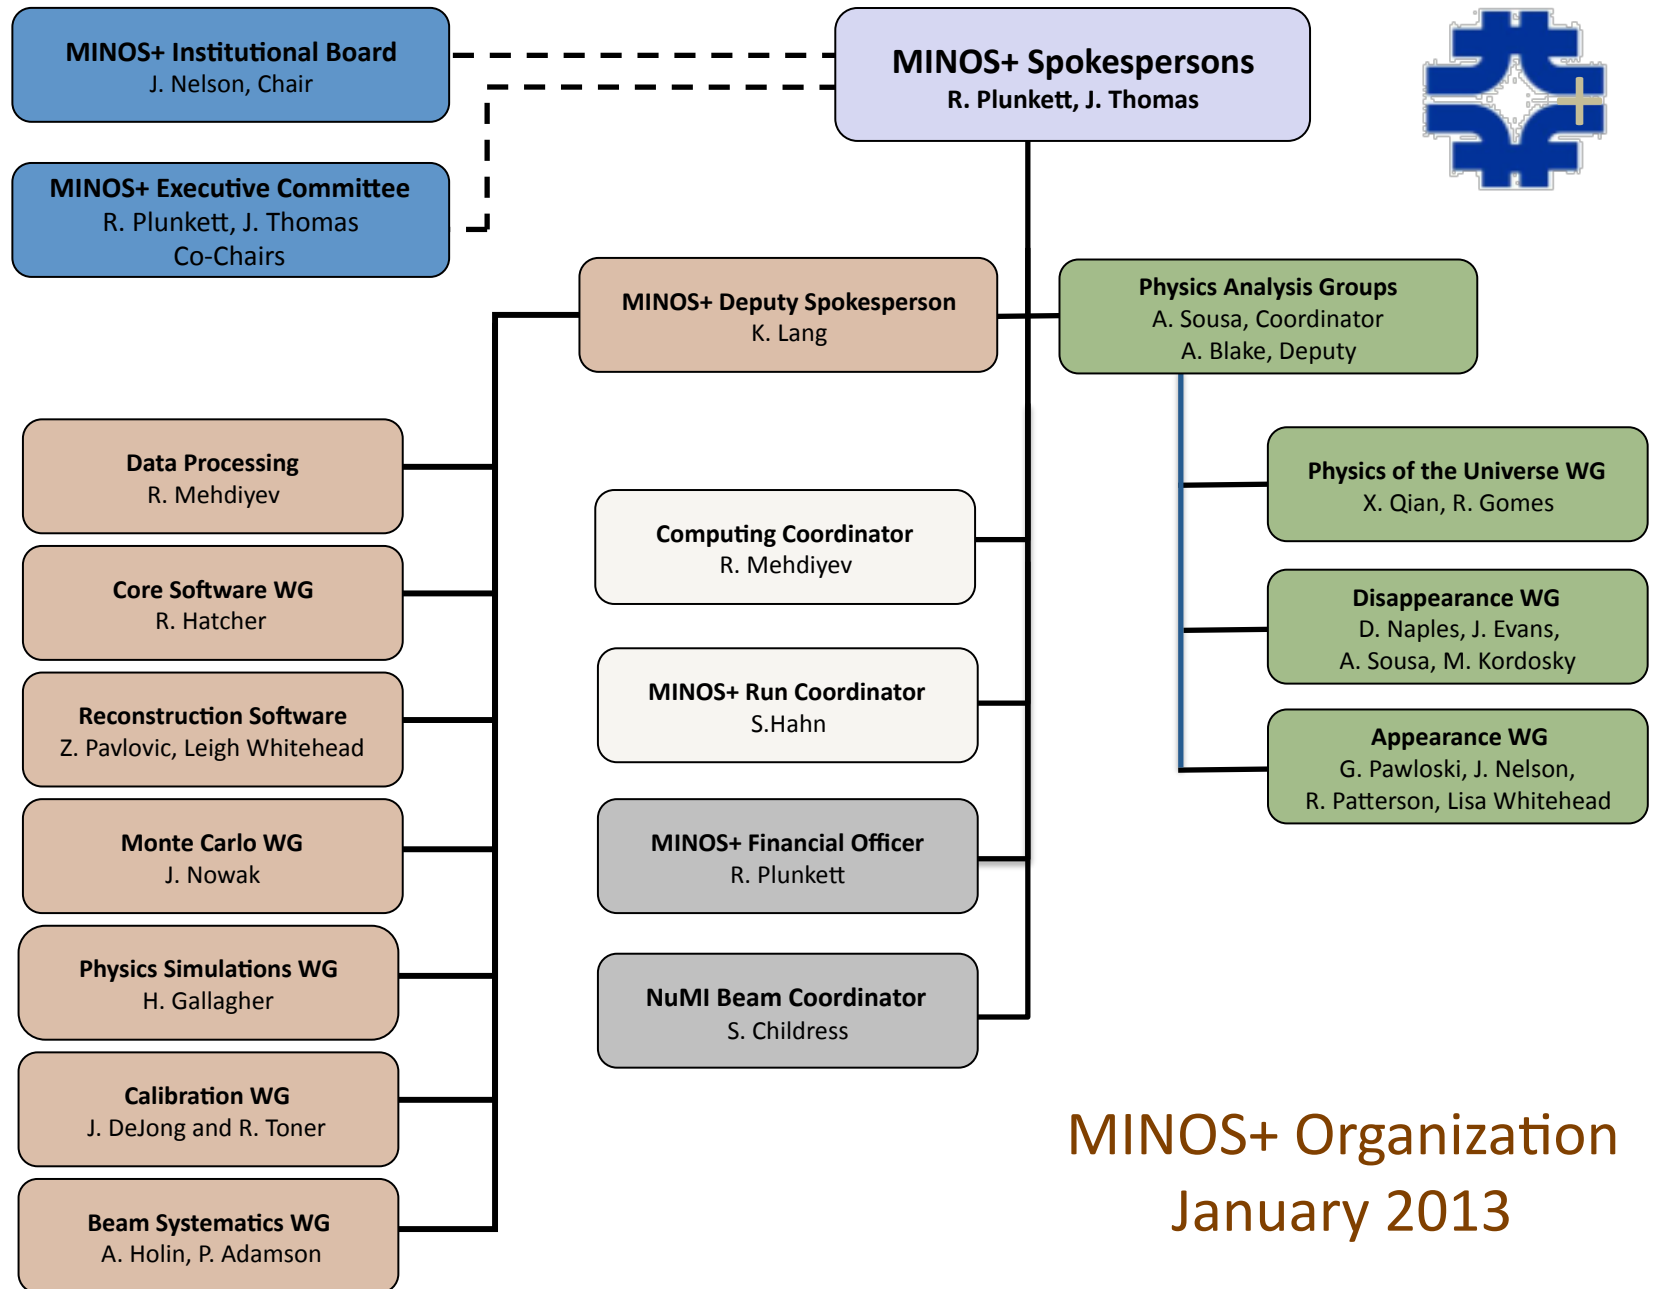 MINOS+ Institutional Board
J. Nelson, Chair
MINOS+ Spokespersons
R. Plunkett, J. Thomas
MINOS+ Executive Committee
R. Plunkett, J. Thomas
Co-Chairs
MINOS+ Deputy Spokesperson
K. Lang
Physics Analysis Groups
A. Sousa, Coordinator
A. Blake, Deputy
Data Processing
R. Mehdiyev
Core Software WG
R. Hatcher
Reconstruction Software
Z. Pavlovic, Leigh Whitehead
Monte Carlo WG
J. Nowak
Physics Simulations WG
H. Gallagher
Calibration WG
J. DeJong and R. Toner
Beam Systematics WG
A. Holin, P. Adamson
Computing Coordinator
R. Mehdiyev
MINOS+ Run Coordinator
S.Hahn
MINOS+ Financial Officer
R. Plunkett
NuMI Beam Coordinator
S. Childress
Physics of the Universe WG
X. Qian, R. Gomes
Disappearance WG
D. Naples, J. Evans,
A. Sousa, M. Kordosky
Appearance WG
G. Pawloski, J. Nelson,
R. Patterson, Lisa Whitehead
MINOS+ Organization
January 2013